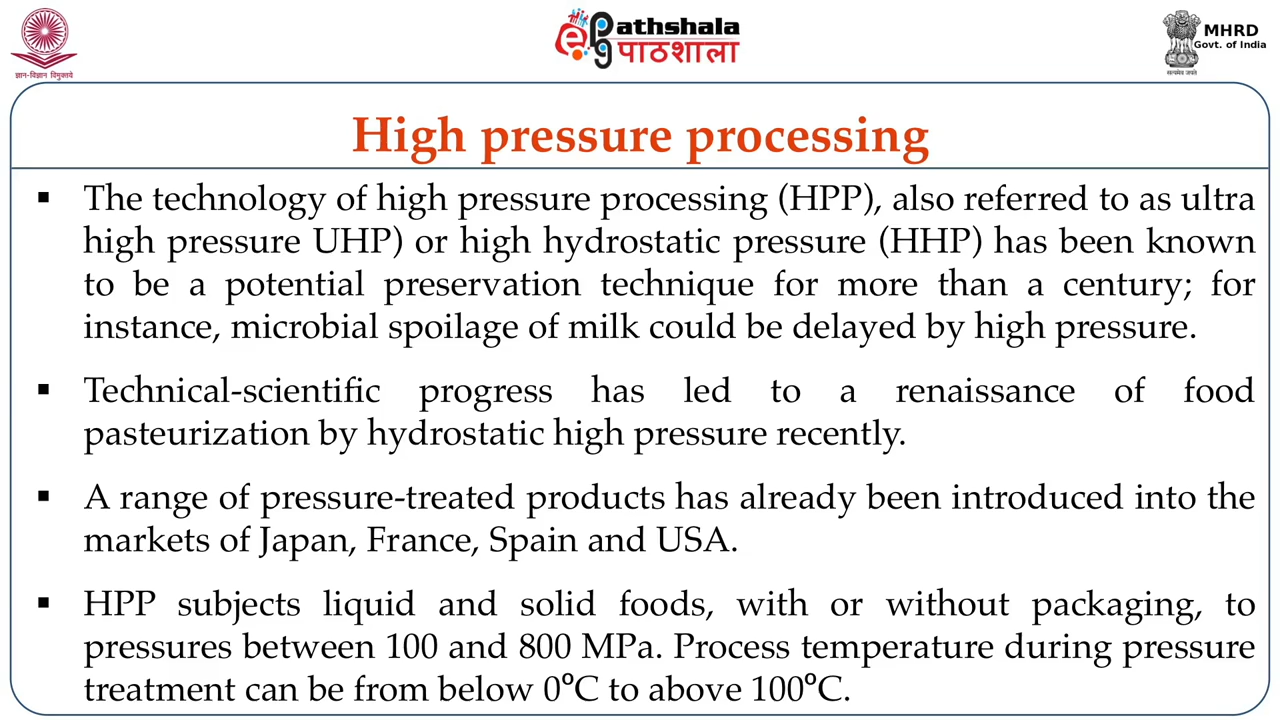 ज्ञान-विज्ञान विमुक्तये
ePG Pathshala
पाठशाला
MHRD
Govt. of India
सत्यमेव जयते
High pressure processing
▪ The technology of high pressure processing (HPP), also referred to as ultra
high pressure UHP) or high hydrostatic pressure (HHP) has been known
to be a potential preservation technique for more than a century; for
instance, microbial spoilage of milk could be delayed by high pressure.
▪ Technical-scientific progress has led to a renaissance of food
pasteurization by hydrostatic high pressure recently.
▪ A range of pressure-treated products has already been introduced into the
markets of Japan, France, Spain and USA.
▪ HPP subjects liquid and solid foods, with or without packaging, to
pressures between 100 and 800 MPa. Process temperature during pressure
treatment can be from below 0°C to above 100°C.